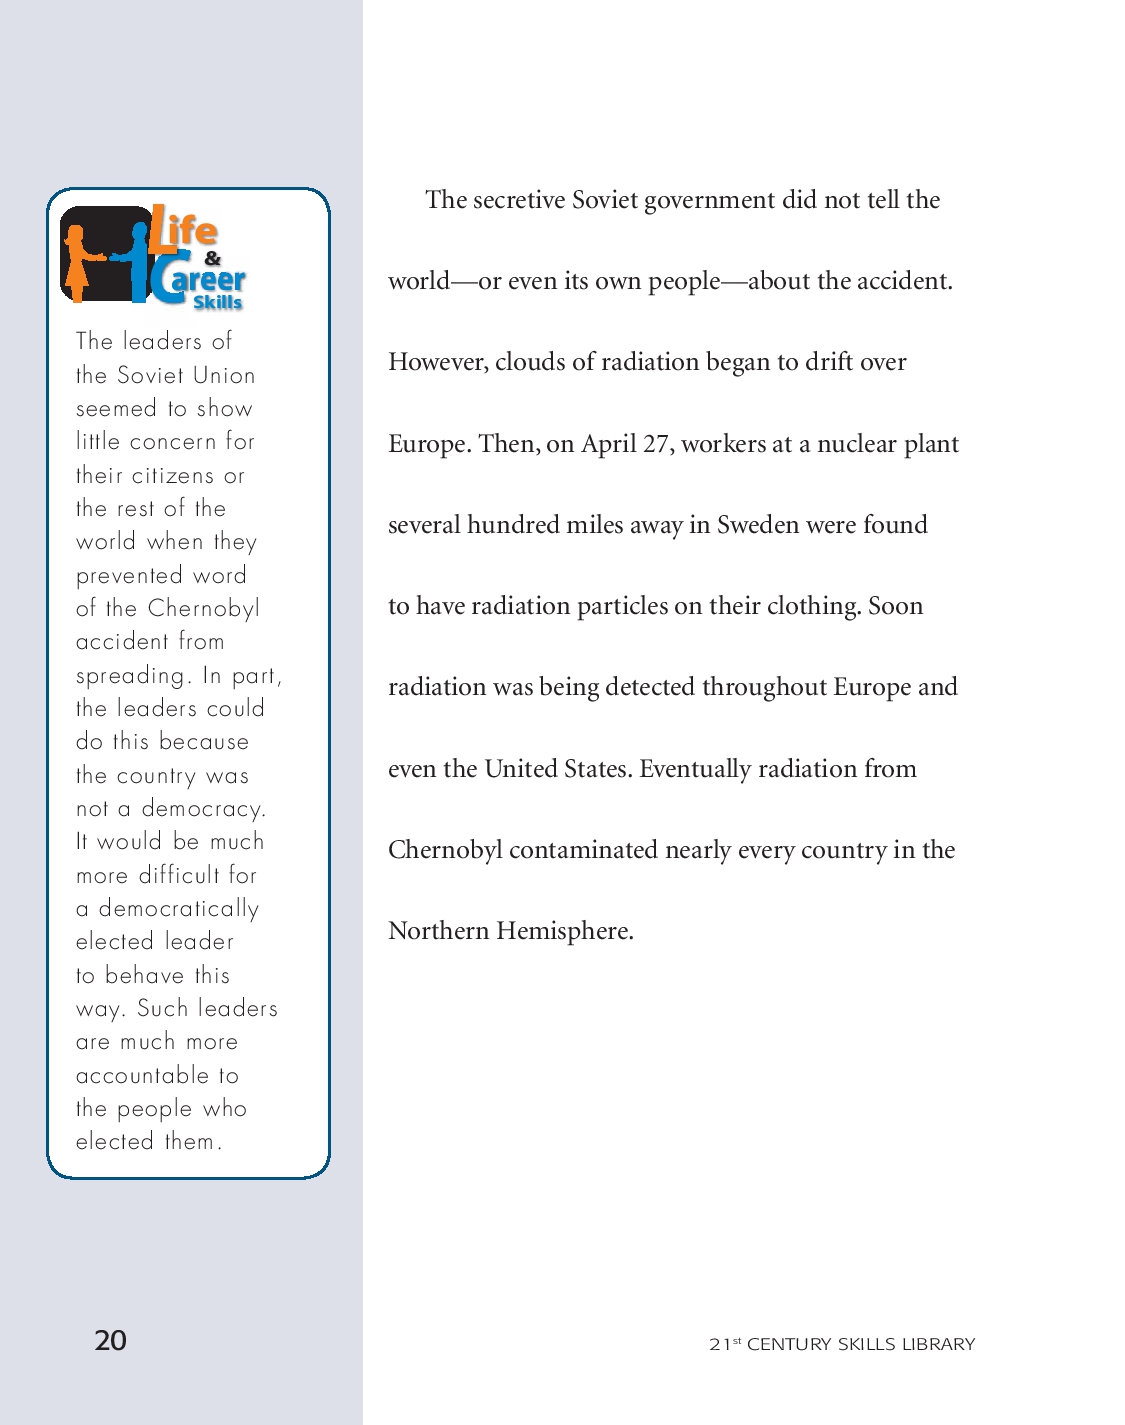 Life
&
Career
Skills
The leaders of
the Soviet Union
seemed to show
little concern for
their citizens or
the rest of the
world when they
prevented word
of the Chernobyl
accident from
spreading. In part,
the leaders could
do this because
the country was
not a democracy.
It would be much
more difficult for
a democratically
elected leader
to behave this
way. Such leaders
are much more
accountable to
the people who
elected them.
The secretive Soviet government did not tell the
world—or even its own people—about the accident.
However, clouds of radiation began to drift over
Europe. Then, on April 27, workers at a nuclear plant
several hundred miles away in Sweden were found
to have radiation particles on their clothing. Soon
radiation was being detected throughout Europe and
even the United States. Eventually radiation from
Chernobyl contaminated nearly every country in the
Northern Hemisphere.
20
21st CENTURY SKILLS LIBRARY